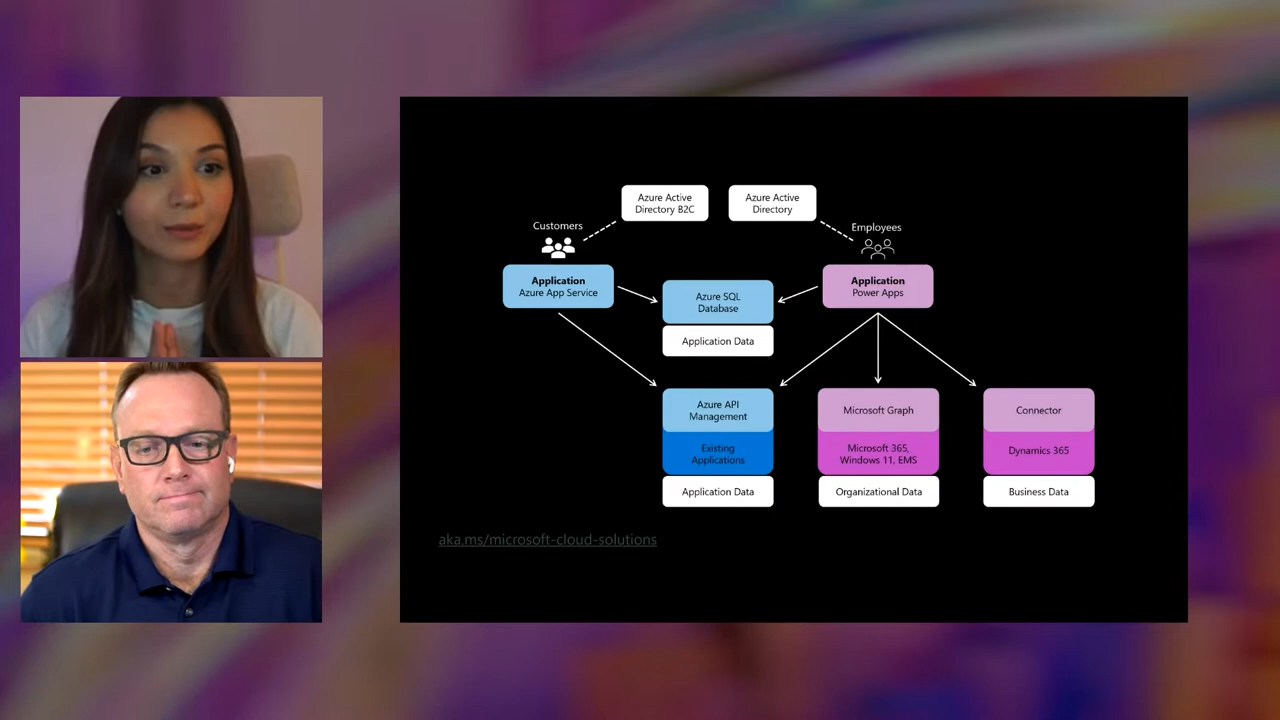 Azure Active
Directory B2C
Azure Active
Directory
Customers
Employees
Application
Azure App Service
Azure SQL
Database
Application Data
Application
Power Apps
Azure API
Management
Existing
Applications
Application Data
Microsoft Graph
Microsoft 365,
Windows 11, EMS
Organizational Data
Connector
Dynamics 365
Business Data
aka.ms/microsoft-cloud-solutions